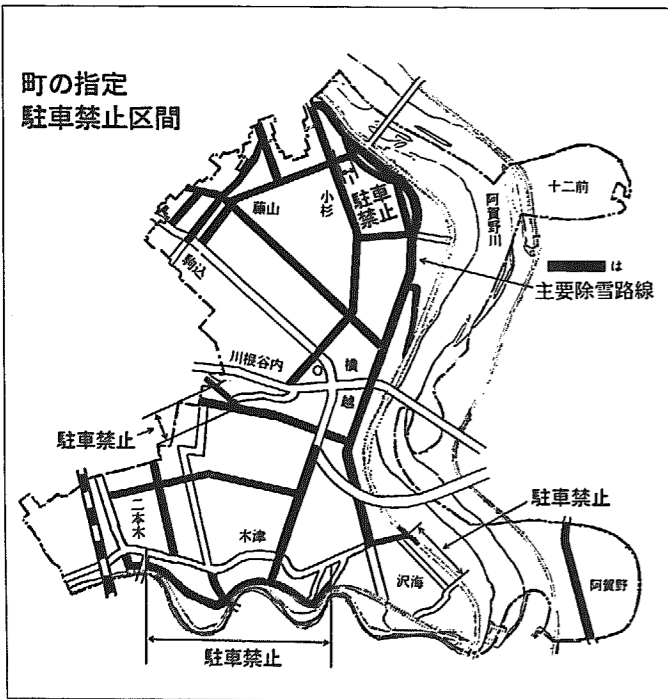 町の指定
駐車禁止区間
十二前
阿賀野川
小杉
藤山
駐車
禁止
は
主要除雪路線
駒込
川根谷内
横越
駐車禁止
駐車禁止
二本木
木津
沢海
阿賀野
駐車禁止